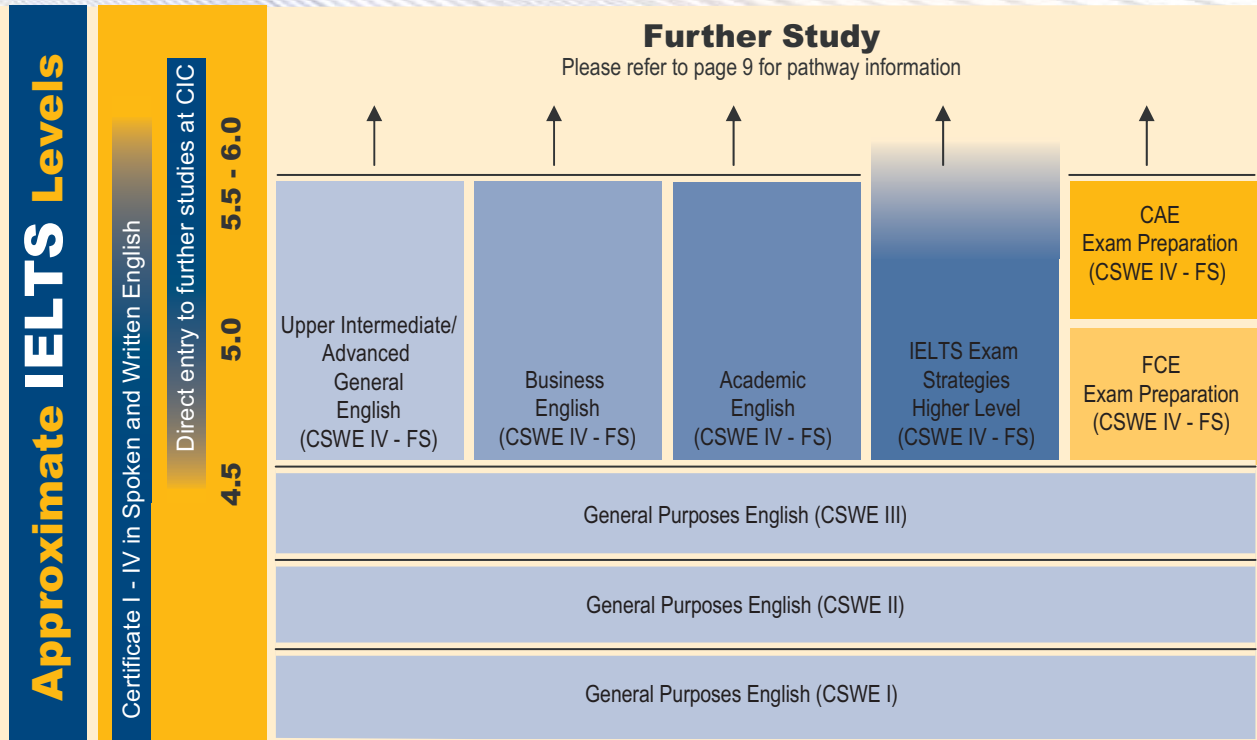 Approximate IELTS Levels
Certificate I - IV in Spoken and Written English
Direct entry to further studies at CIC
5.5 - 6.0
5.0
4.5
Further Study
Please refer to page 9 for pathway information
Upper Intermediate/
Advanced
General
English
(CSWE IV - FS)
Business
English
(CSWE IV - FS)
Academic
English
(CSWE IV - FS)
IELTS Exam
Strategies
Higher Level
(CSWE IV - FS)
CAE
Exam Preparation
(CSWE IV - FS)
FCE
Exam Preparation
(CSWE IV - FS)
General Purposes English (CSWE III)
General Purposes English (CSWE II)
General Purposes English (CSWE I)